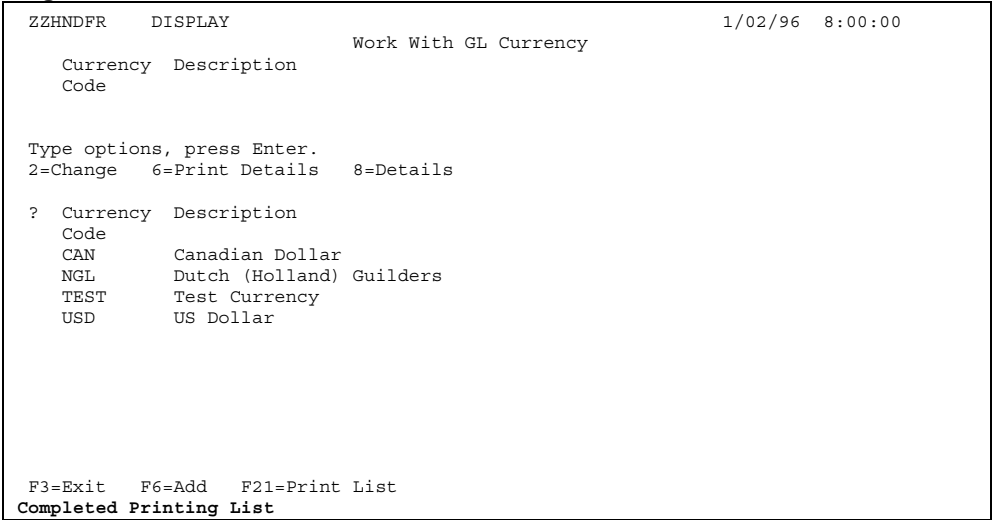 ZZHNDFR DISPLAY 1/02/96 8:00:00
Work With GL Currency
Currency Description
Code
Type options, press Enter.
2=Change 6=Print Details 8=Details
? Currency Description
Code
CAN Canadian Dollar
NGL Dutch (Holland) Guilders
TEST Test Currency
USD US Dollar
F3=Exit F6=Add F21=Print List
Completed Printing List